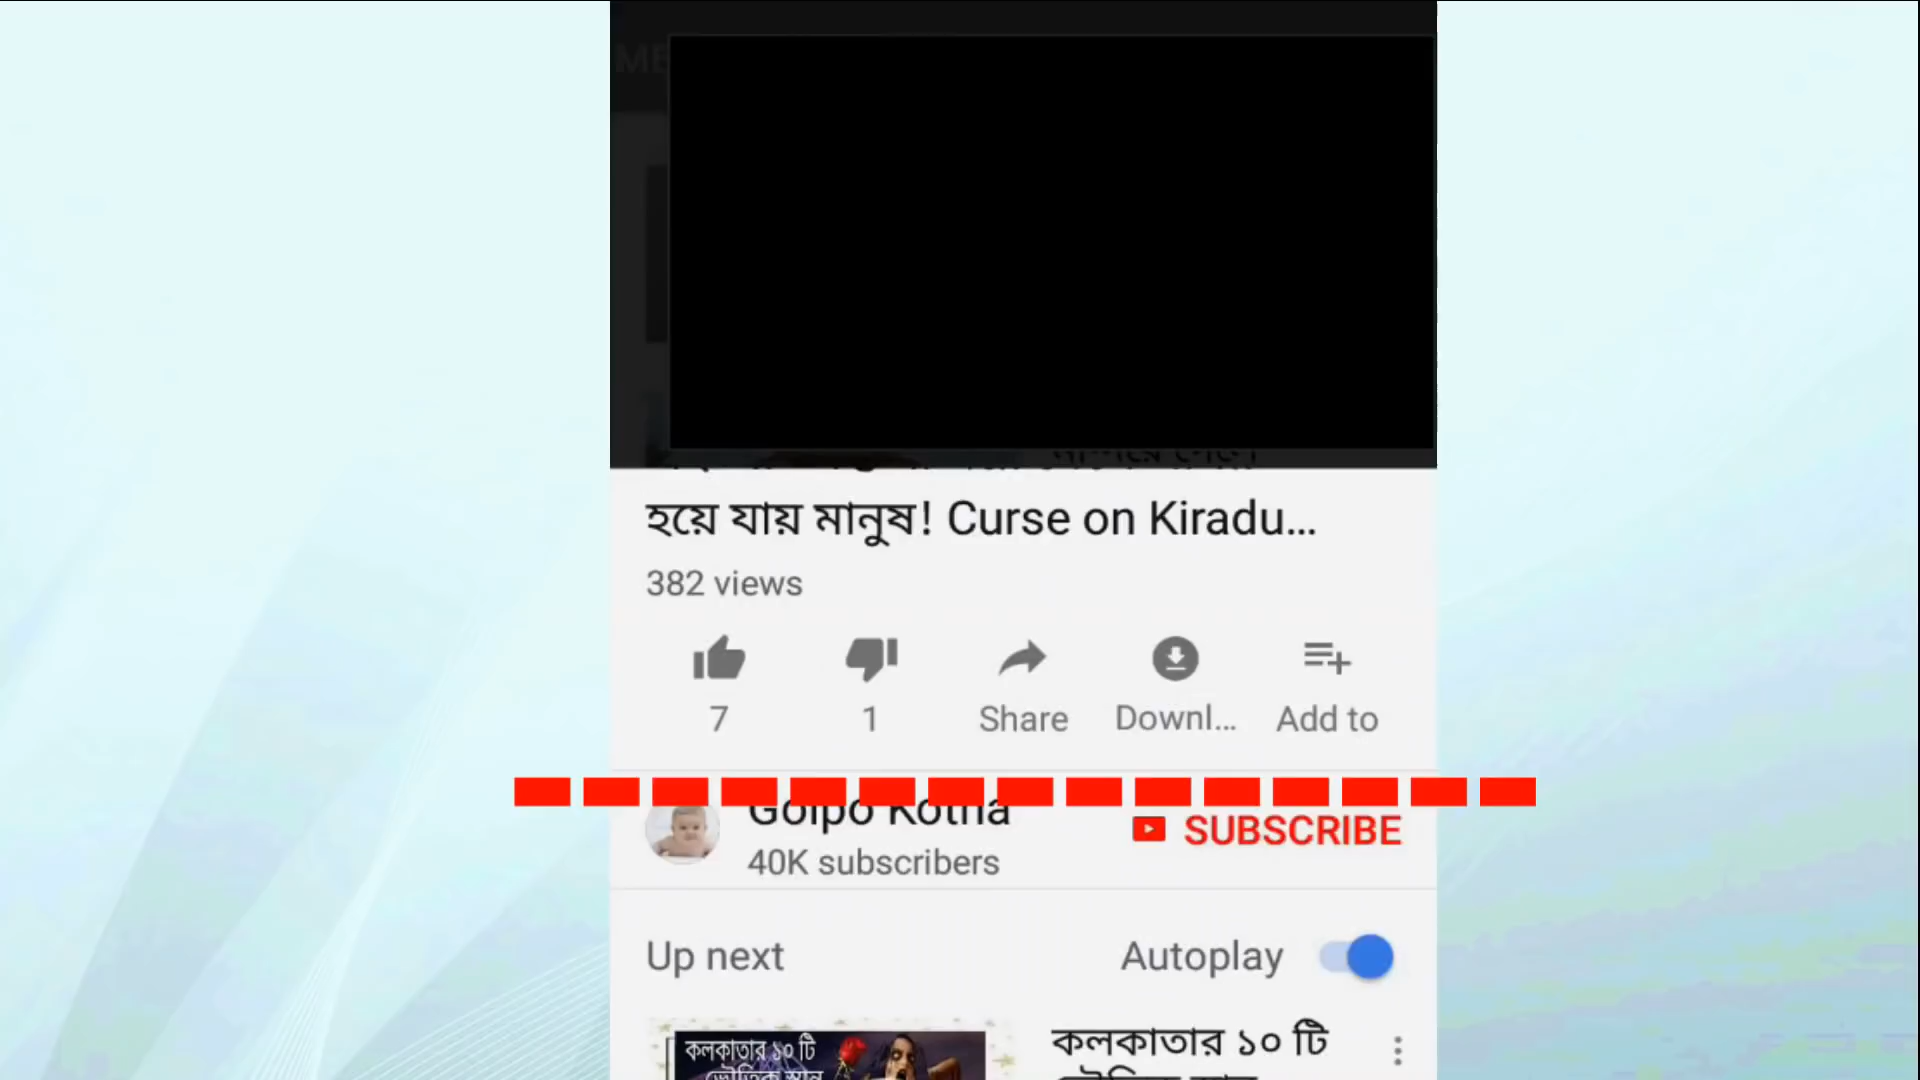 ME
হয়ে যায় মানুষ! Curse on Kiradu...
382 views
7
1
Share
Downl...
Add to
Golpo Kotha
SUBSCRIBE
40K subscribers
Up next
Autoplay
কলকাতার ১০ টি
কলকাতার ১০ টি
ভৌতিক স্থান